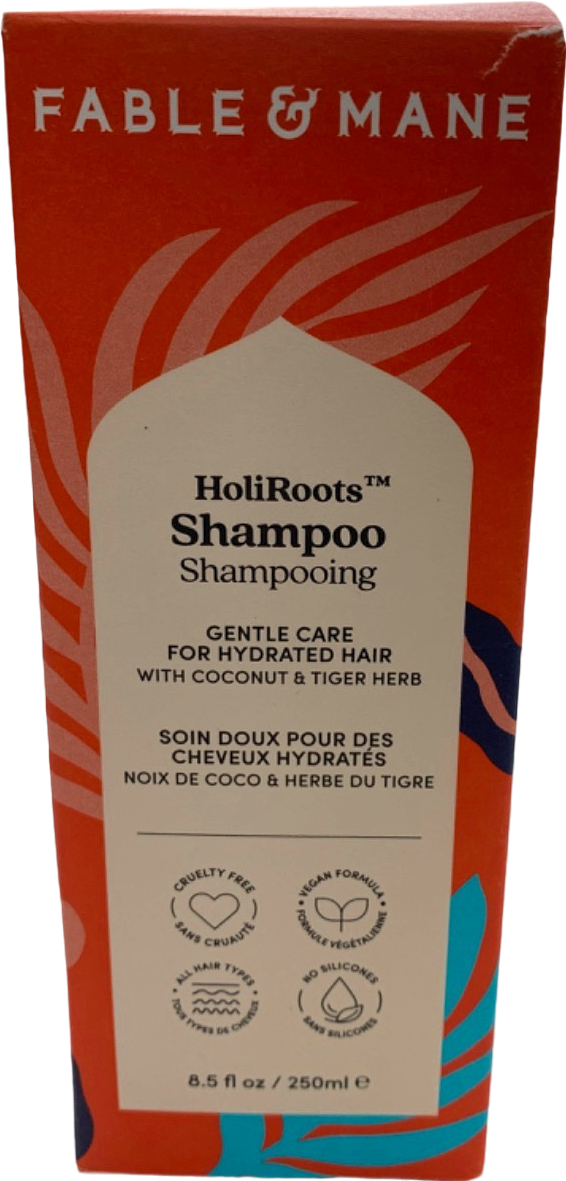 FABLE & MANE
HoliRoots™
Shampoo
Shampooing
GENTLE CARE
FOR HYDRATED HAIR
WITH COCONUT & TIGER HERB
SOIN DOUX POUR DES
CHEVEUX HYDRATÉS
NOIX DE COCO & HERBE DU TIGRE
CRUELTY FREE
SANS CRUAUTÉ
• VEGAN FORMULA •
FORMULE VÉGÉTALIENNE
• ALL HAIR TYPES •
TOUS TYPES DE CHEVEUX
NO SILICONES
SANS SILICONES
8.5 fl oz / 250ml ℮